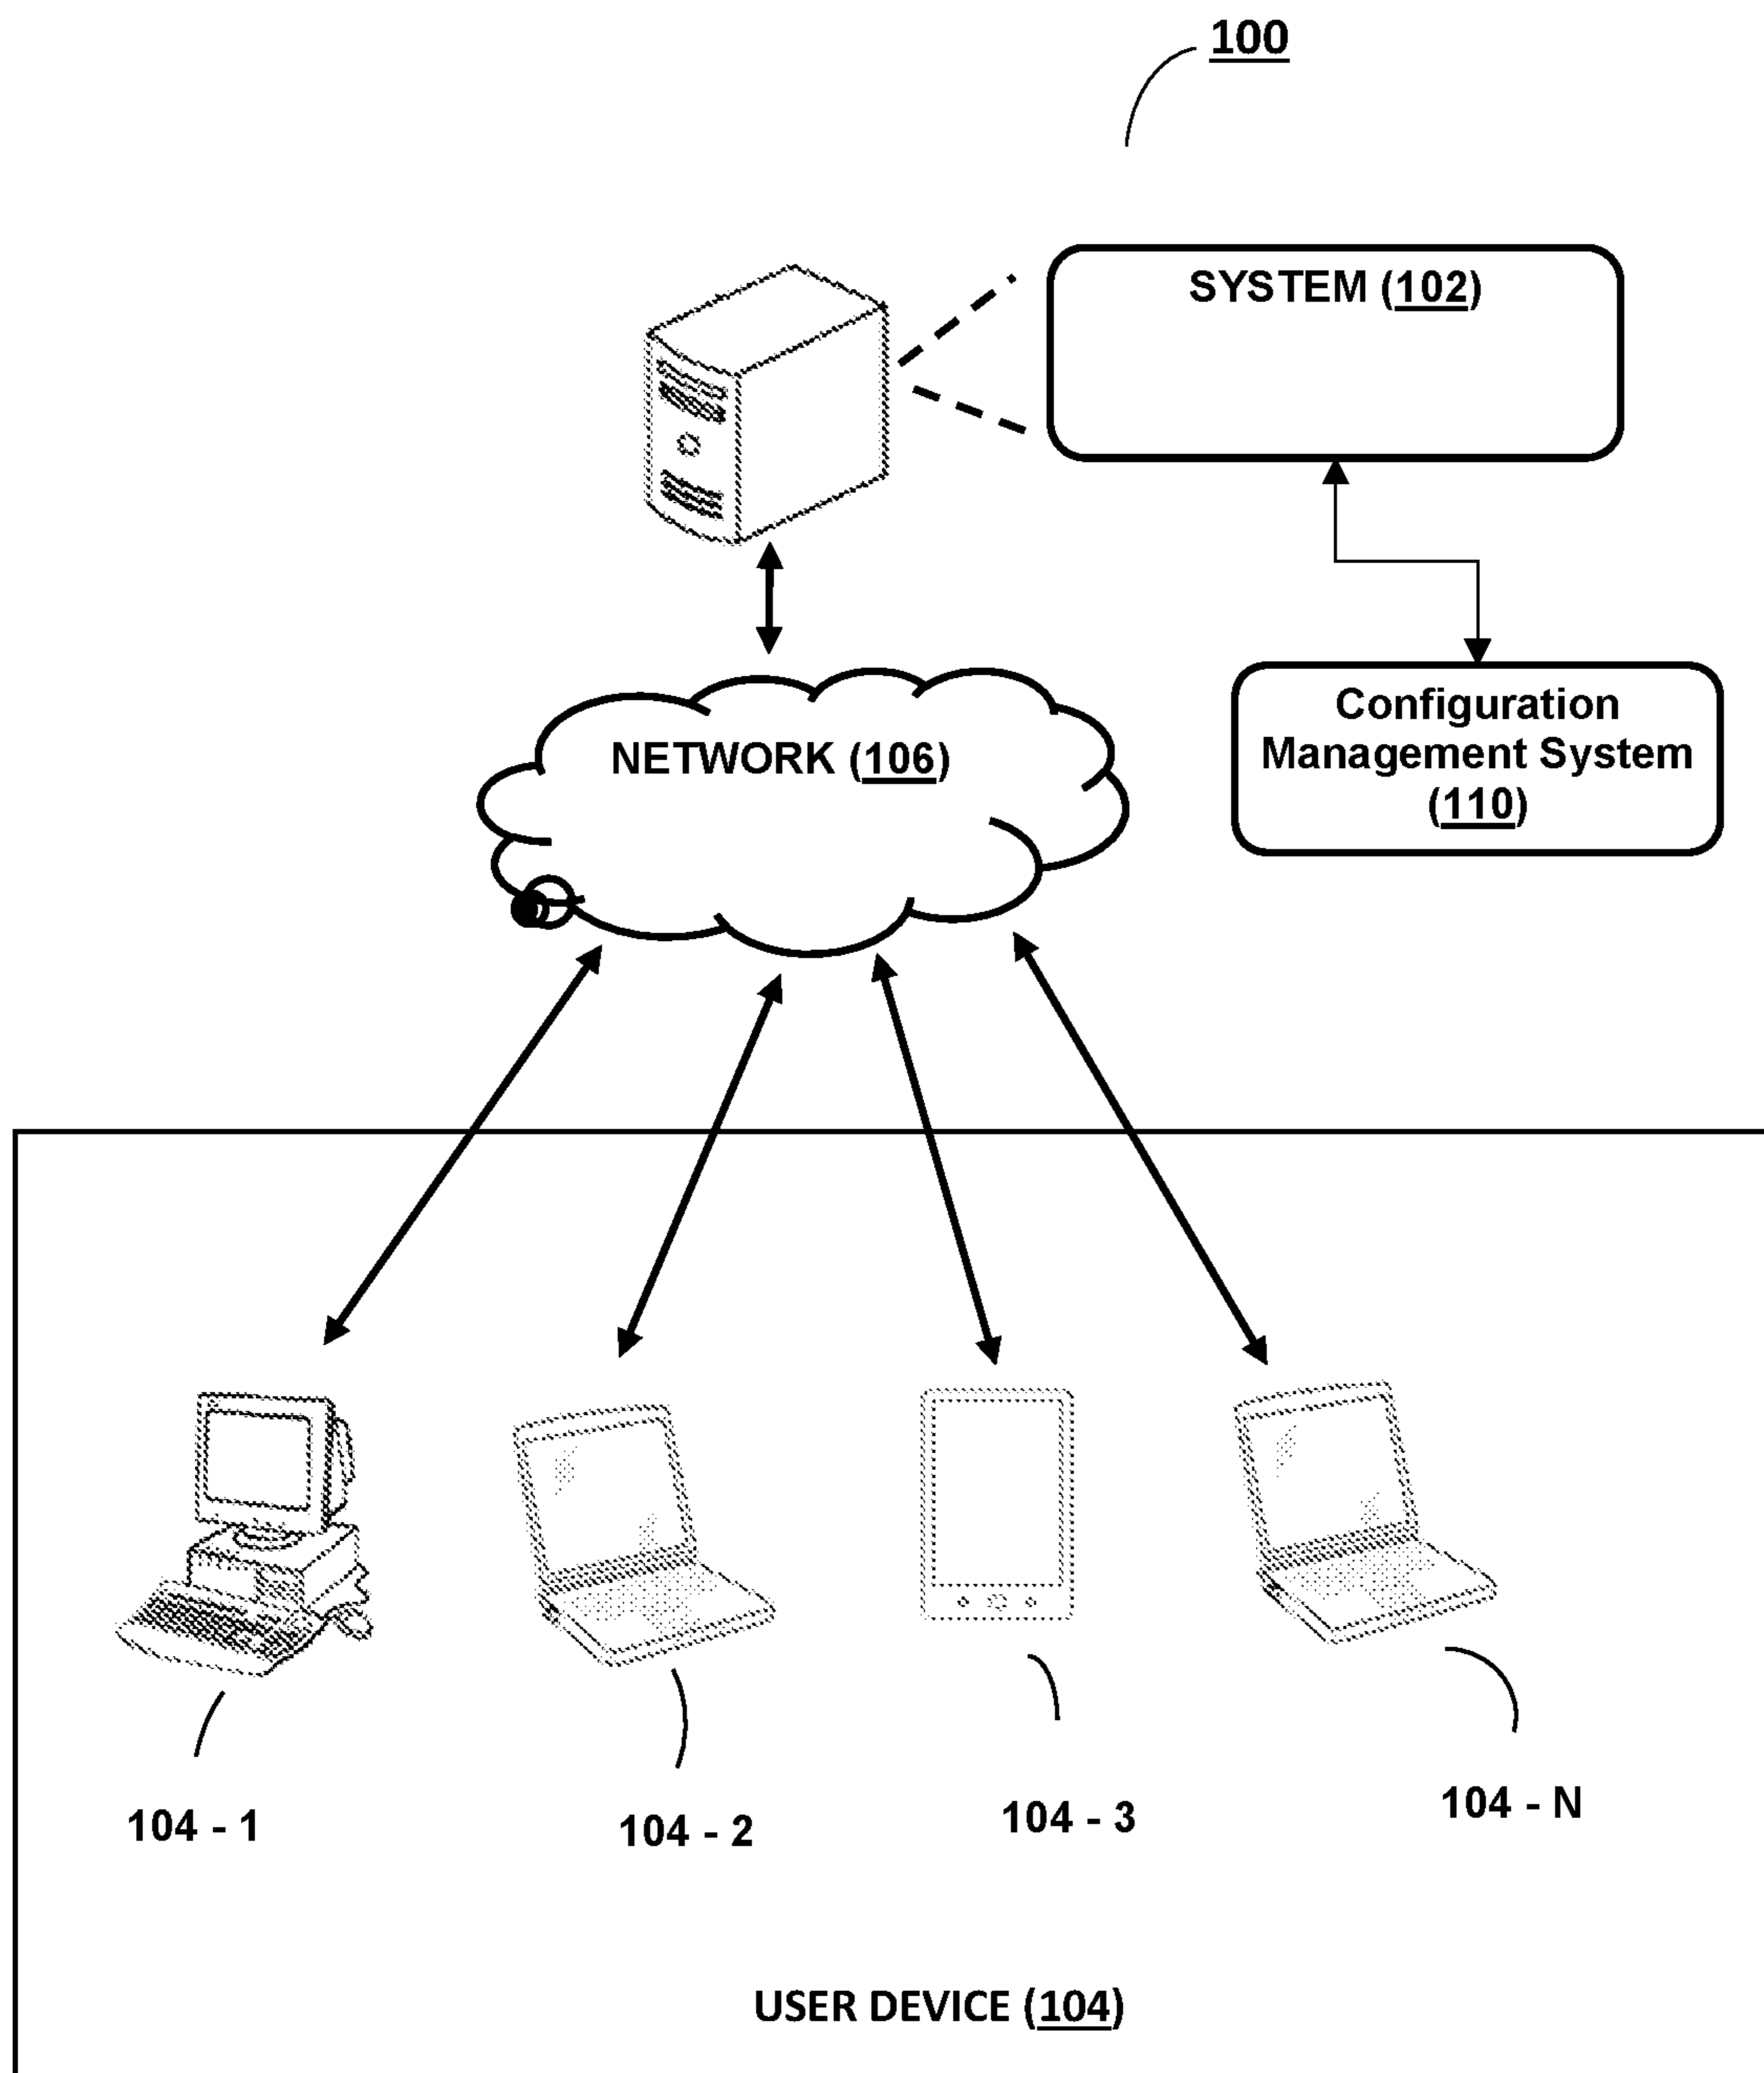 100
SYSTEM (102)
NETWORK (106)
Configuration
Management System
(110)
104 - 1
104 - 2
104 - 3
104 - N
USER DEVICE (104)